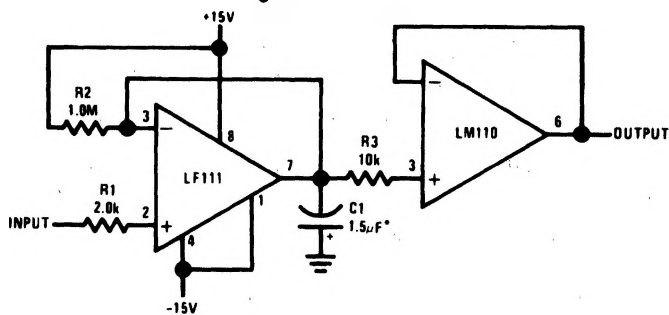 +15V
R2
1.0M
3
−
8
LF111
7
R1
2.0k
INPUT
2
+
4
1
-15V
R3
10k
C1
1.5µF*
+
−
LM110
3
+
6
OUTPUT